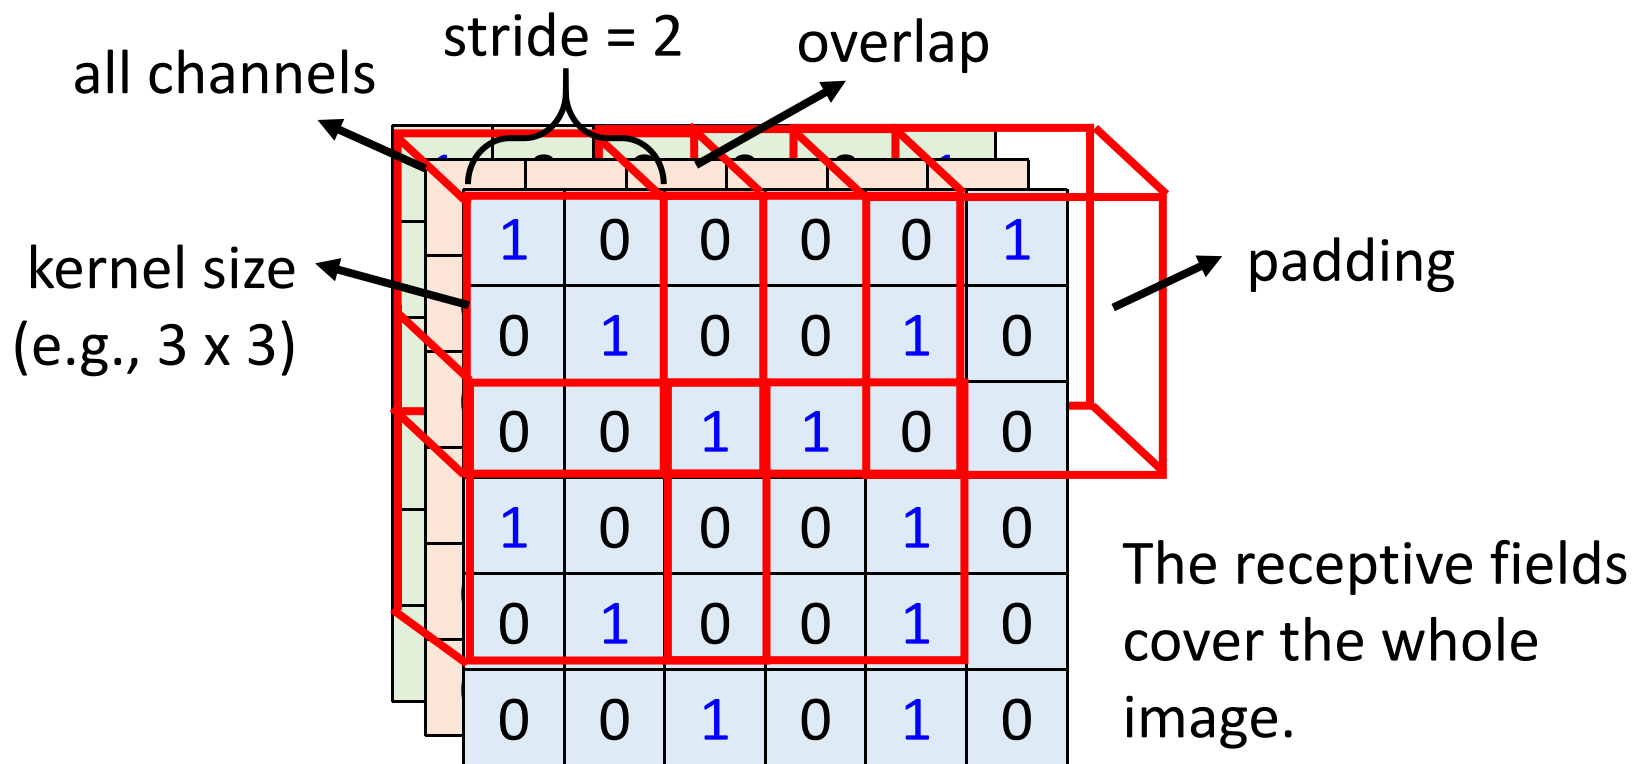 stride = 2
overlap
all channels
kernel size
(e.g., 3 x 3)
padding
1 0 0 0 0 1
0 1 0 0 1 0
0 0 1 1 0 0
1 0 0 0 1 0
0 1 0 0 1 0
0 0 1 0 1 0
The receptive fields
cover the whole
image.